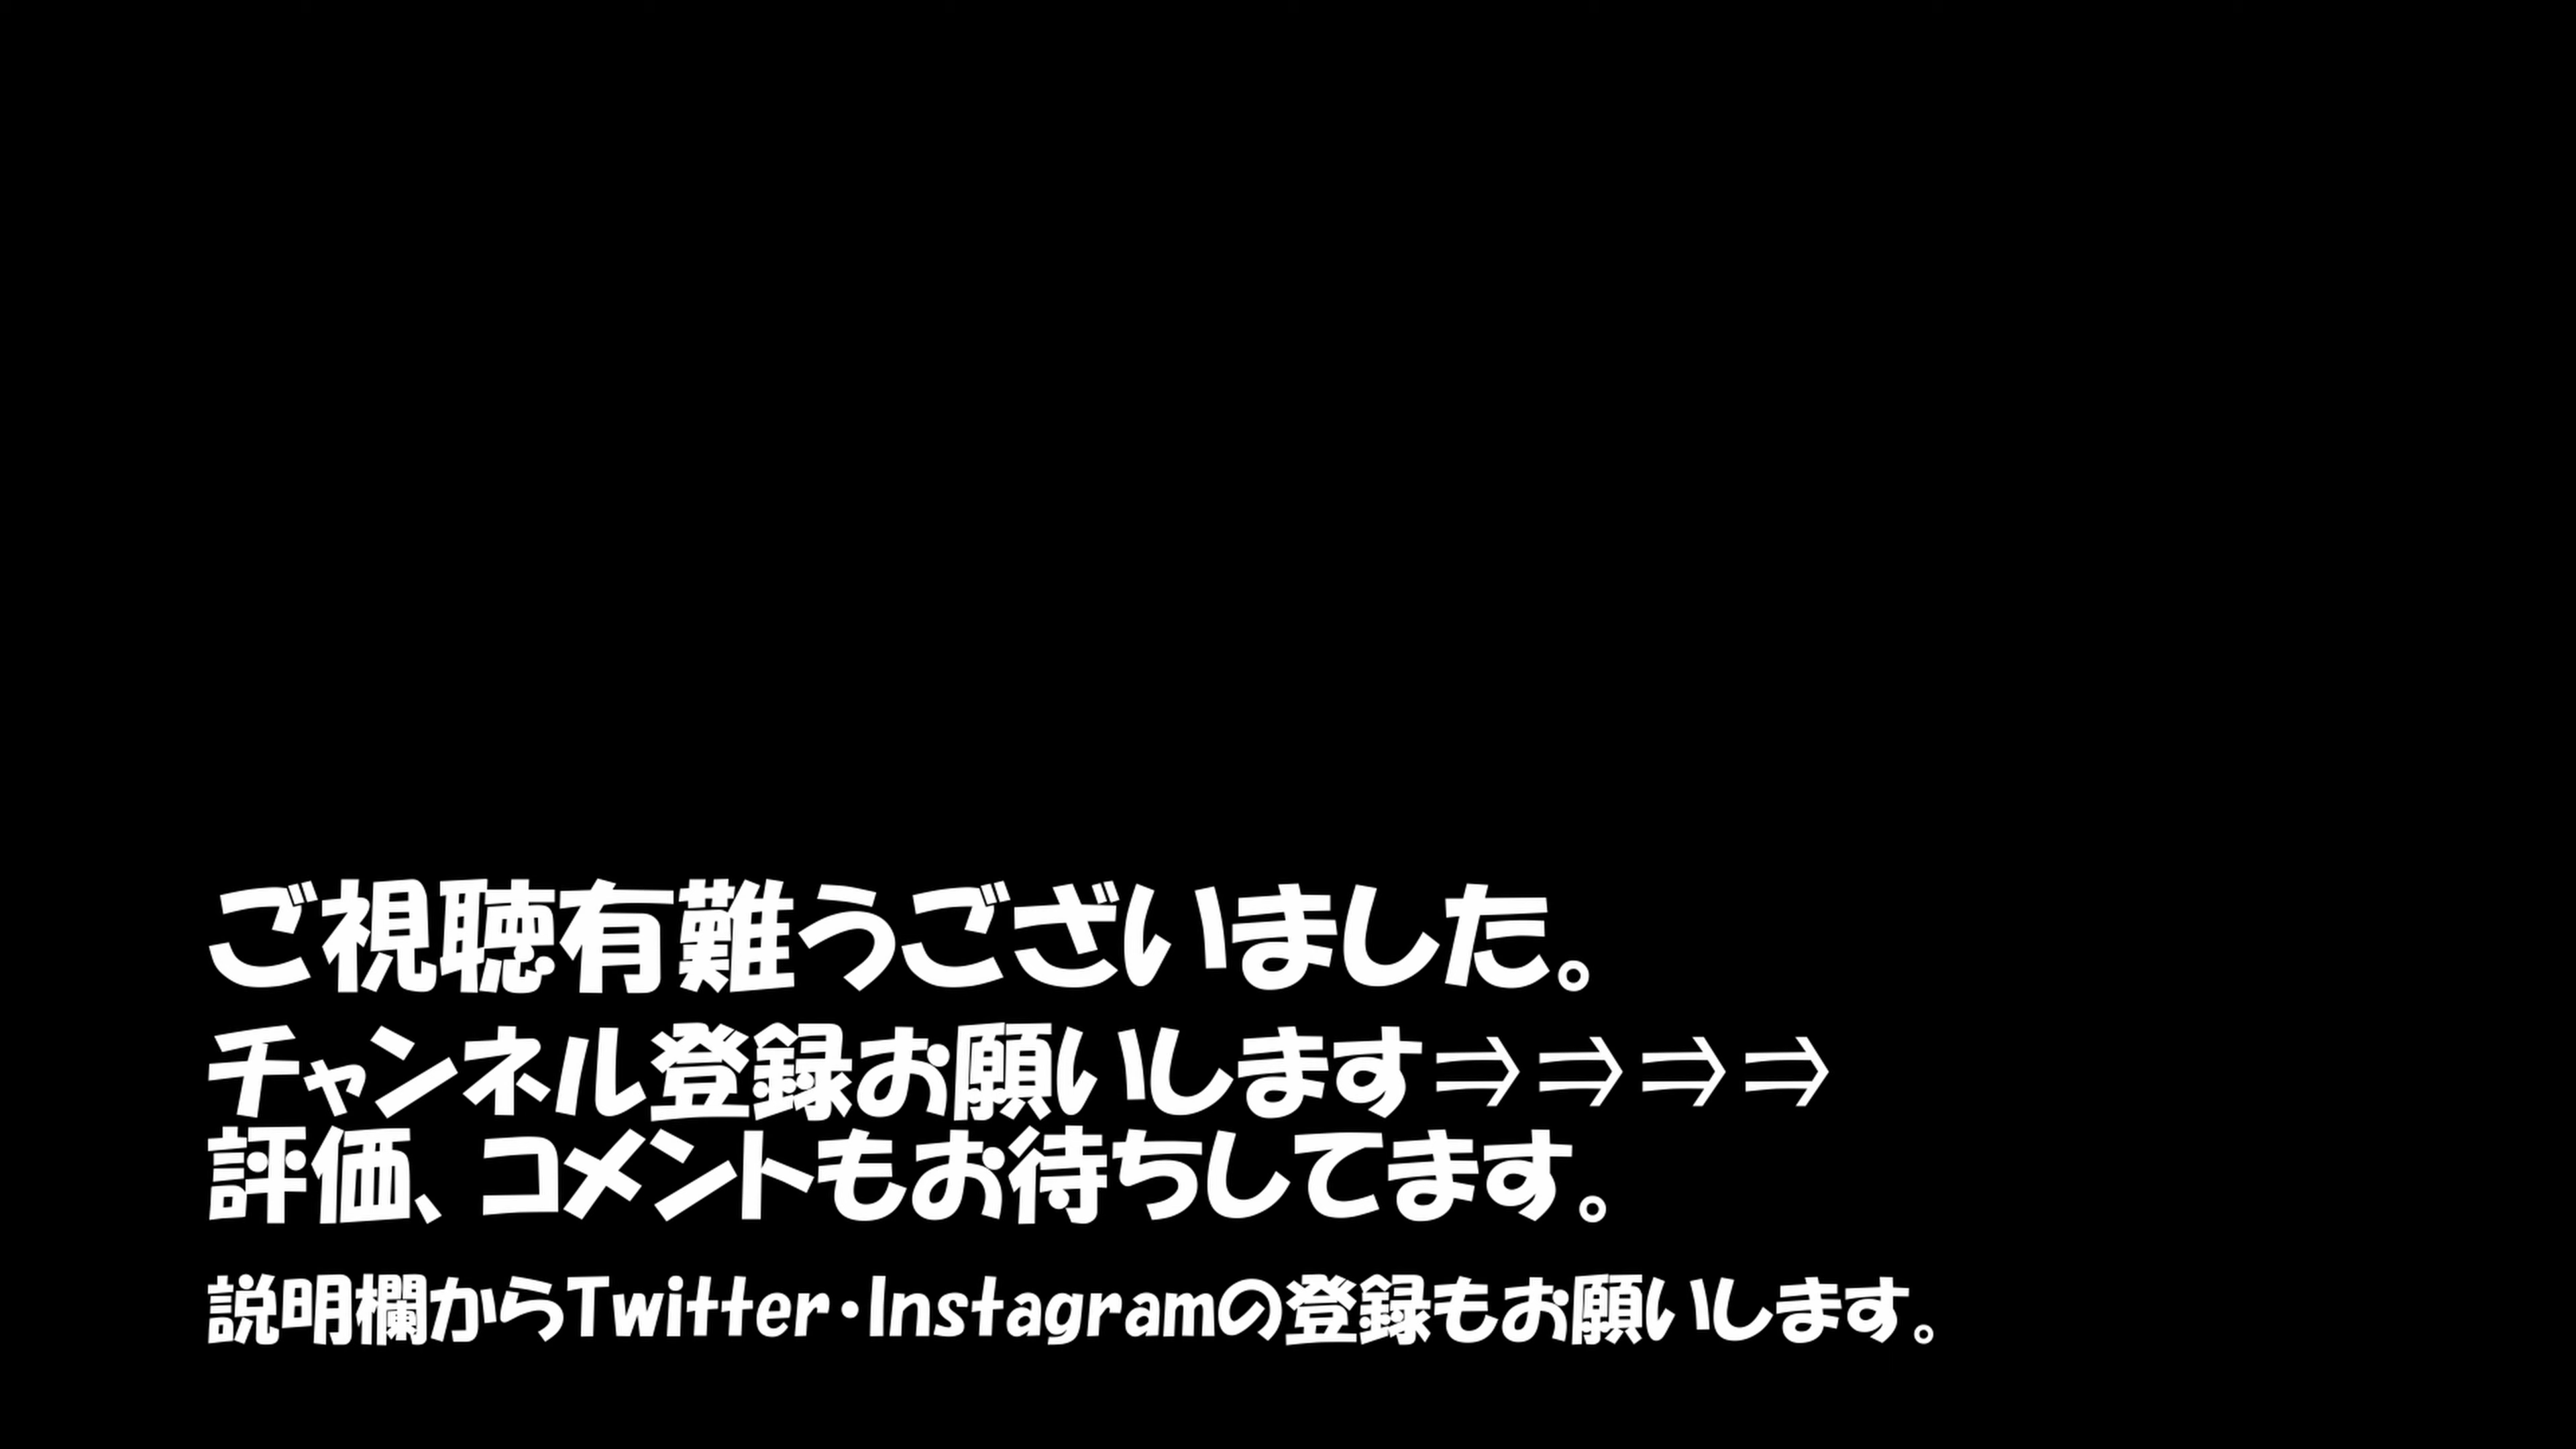 ご視聴有難うございました。
チャンネル登録お願いします⇒⇒⇒⇒
評価、コメントもお待ちしてます。
説明欄からTwitter・Instagramの登録もお願いします。